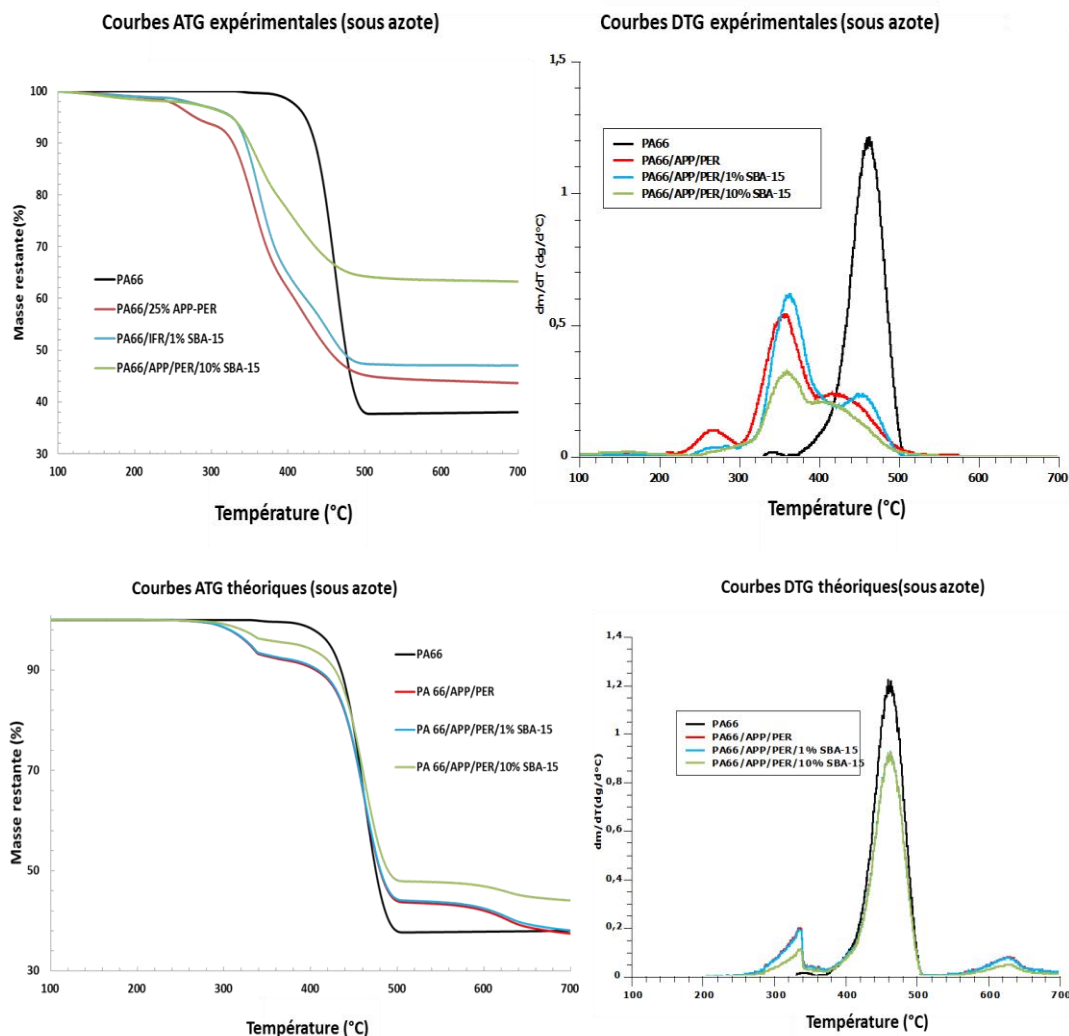 Courbes ATG expérimentales (sous azote)
100
90
80
70
60
50
40
30
Masse restante(%)
PA66
PA66/25% APP-PER
PA66/IFR/1% SBA-15
PA66/APP/PER/10% SBA-15
100 200 300 400 500 600 700
Température (°C)
Courbes DTG expérimentales (sous azote)
1,5
1
0,5
0
dm/dT (dg/d°C)
PA66
PA66/APP/PER
PA66/APP/PER/1% SBA-15
PA66/APP/PER/10% SBA-15
100 200 300 400 500 600 700
Température (°C)
Courbes ATG théoriques (sous azote)
90
70
50
30
Masse restante (%)
PA66
PA 66/APP/PER
PA 66/APP/PER/1% SBA-15
PA 66/APP/PER/10% SBA-15
100 200 300 400 500 600 700
Température (°C)
Courbes DTG théoriques(sous azote)
1,4
1,2
1
0,8
0,6
0,4
0,2
0
dm/dT(dg/d°C)
PA66
PA66/APP/PER
PA66/APP/PER/1% SBA-15
PA66/APP/PER/10% SBA-15
100 200 300 400 500 600 700
Température (°C)